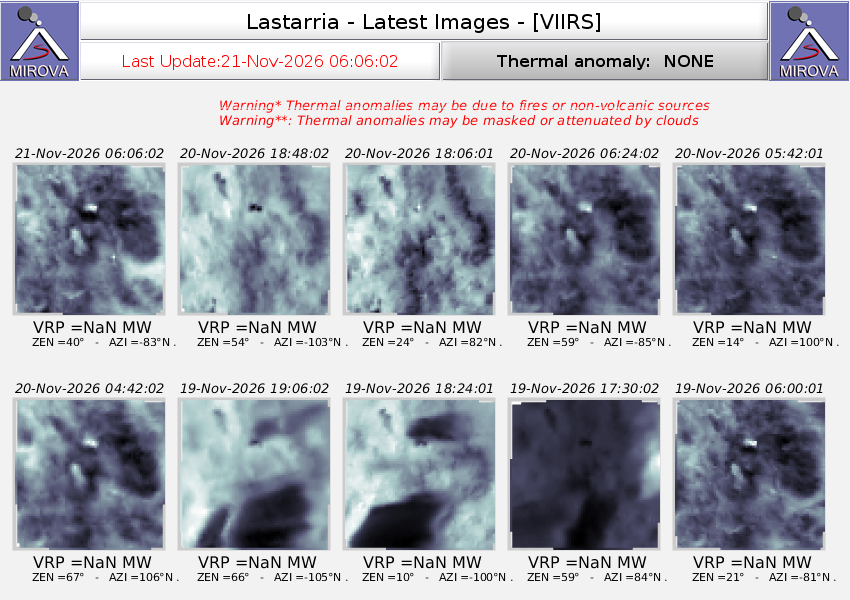 Lastarria - Latest Images - [VIIRS]
MIROVA
Last Update:21-Nov-2026 06:06:02
Thermal anomaly: NONE
MIROVA
Warning* Thermal anomalies may be due to fires or non-volcanic sources
Warning**: Thermal anomalies may be masked or attenuated by clouds
21-Nov-2026 06:06:02 20-Nov-2026 18:48:02 20-Nov-2026 18:06:01 20-Nov-2026 06:24:02 20-Nov-2026 05:42:01
VRP =NaN MW VRP =NaN MW VRP =NaN MW VRP =NaN MW VRP =NaN MW
ZEN =40° - AZI =-83°N . ZEN =54° - AZI =-103°N . ZEN =24° - AZI =82°N . ZEN =59° - AZI =-85°N . ZEN =14° - AZI =100°N .
20-Nov-2026 04:42:02 19-Nov-2026 19:06:02 19-Nov-2026 18:24:01 19-Nov-2026 17:30:02 19-Nov-2026 06:00:01
VRP =NaN MW VRP =NaN MW VRP =NaN MW VRP =NaN MW VRP =NaN MW
ZEN =67° - AZI =106°N . ZEN =66° - AZI =-105°N . ZEN =10° - AZI =-100°N . ZEN =59° - AZI =84°N . ZEN =21° - AZI =-81°N .